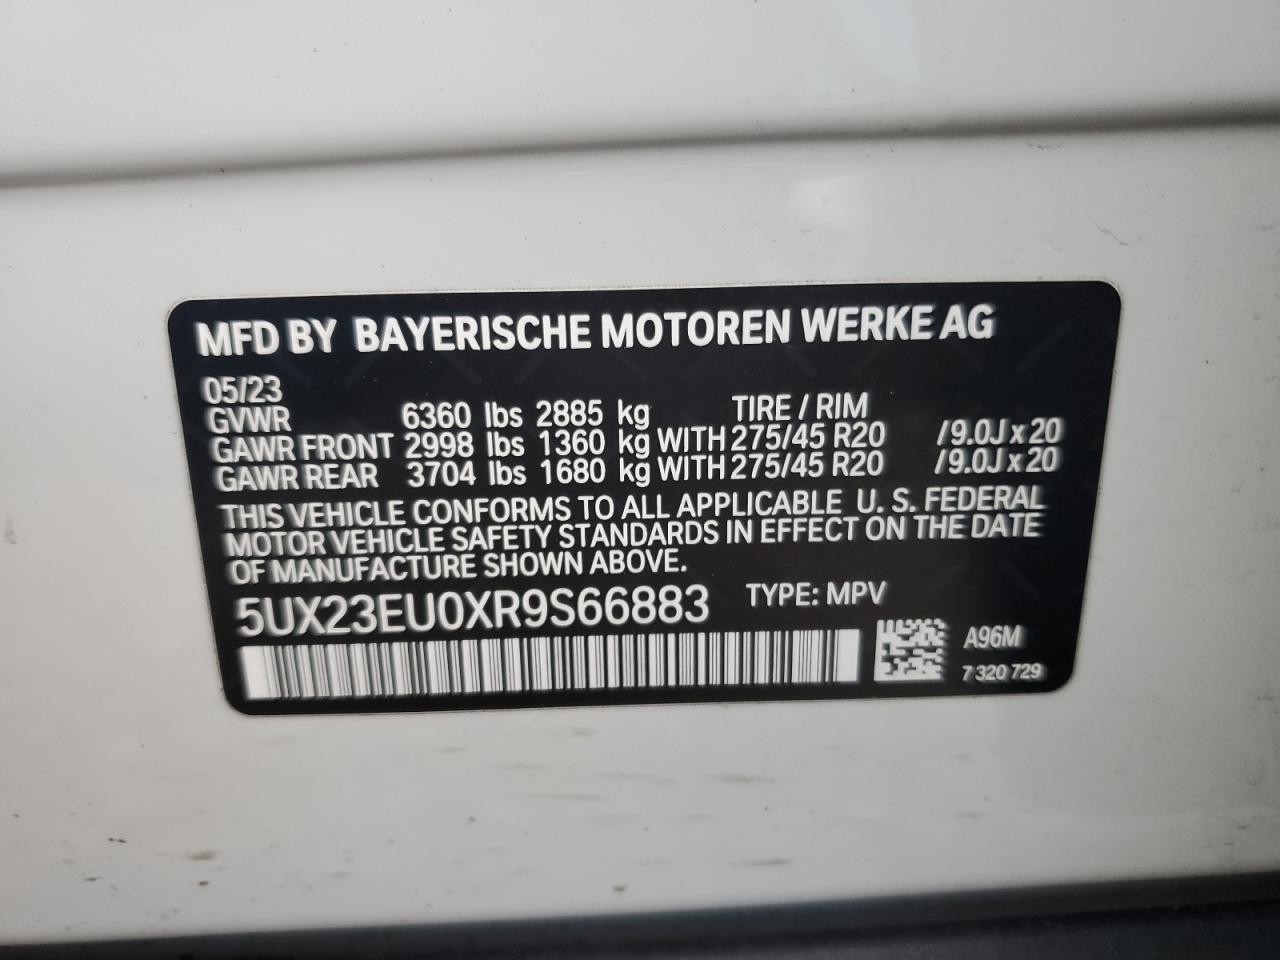 MFD BY BAYERISCHE MOTOREN WERKE AG
05/23
GVWR 6360 lbs 2885 kg TIRE / RIM
GAWR FRONT 2998 lbs 1360 kg WITH 275/45 R20 /9.0J x 20
GAWR REAR 3704 lbs 1680 kg WITH 275/45 R20 /9.0J x 20
THIS VEHICLE CONFORMS TO ALL APPLICABLE U. S. FEDERAL
MOTOR VEHICLE SAFETY STANDARDS IN EFFECT ON THE DATE
OF MANUFACTURE SHOWN ABOVE.
5UX23EU0XR9S66883 TYPE: MPV
A96M
7 320 729